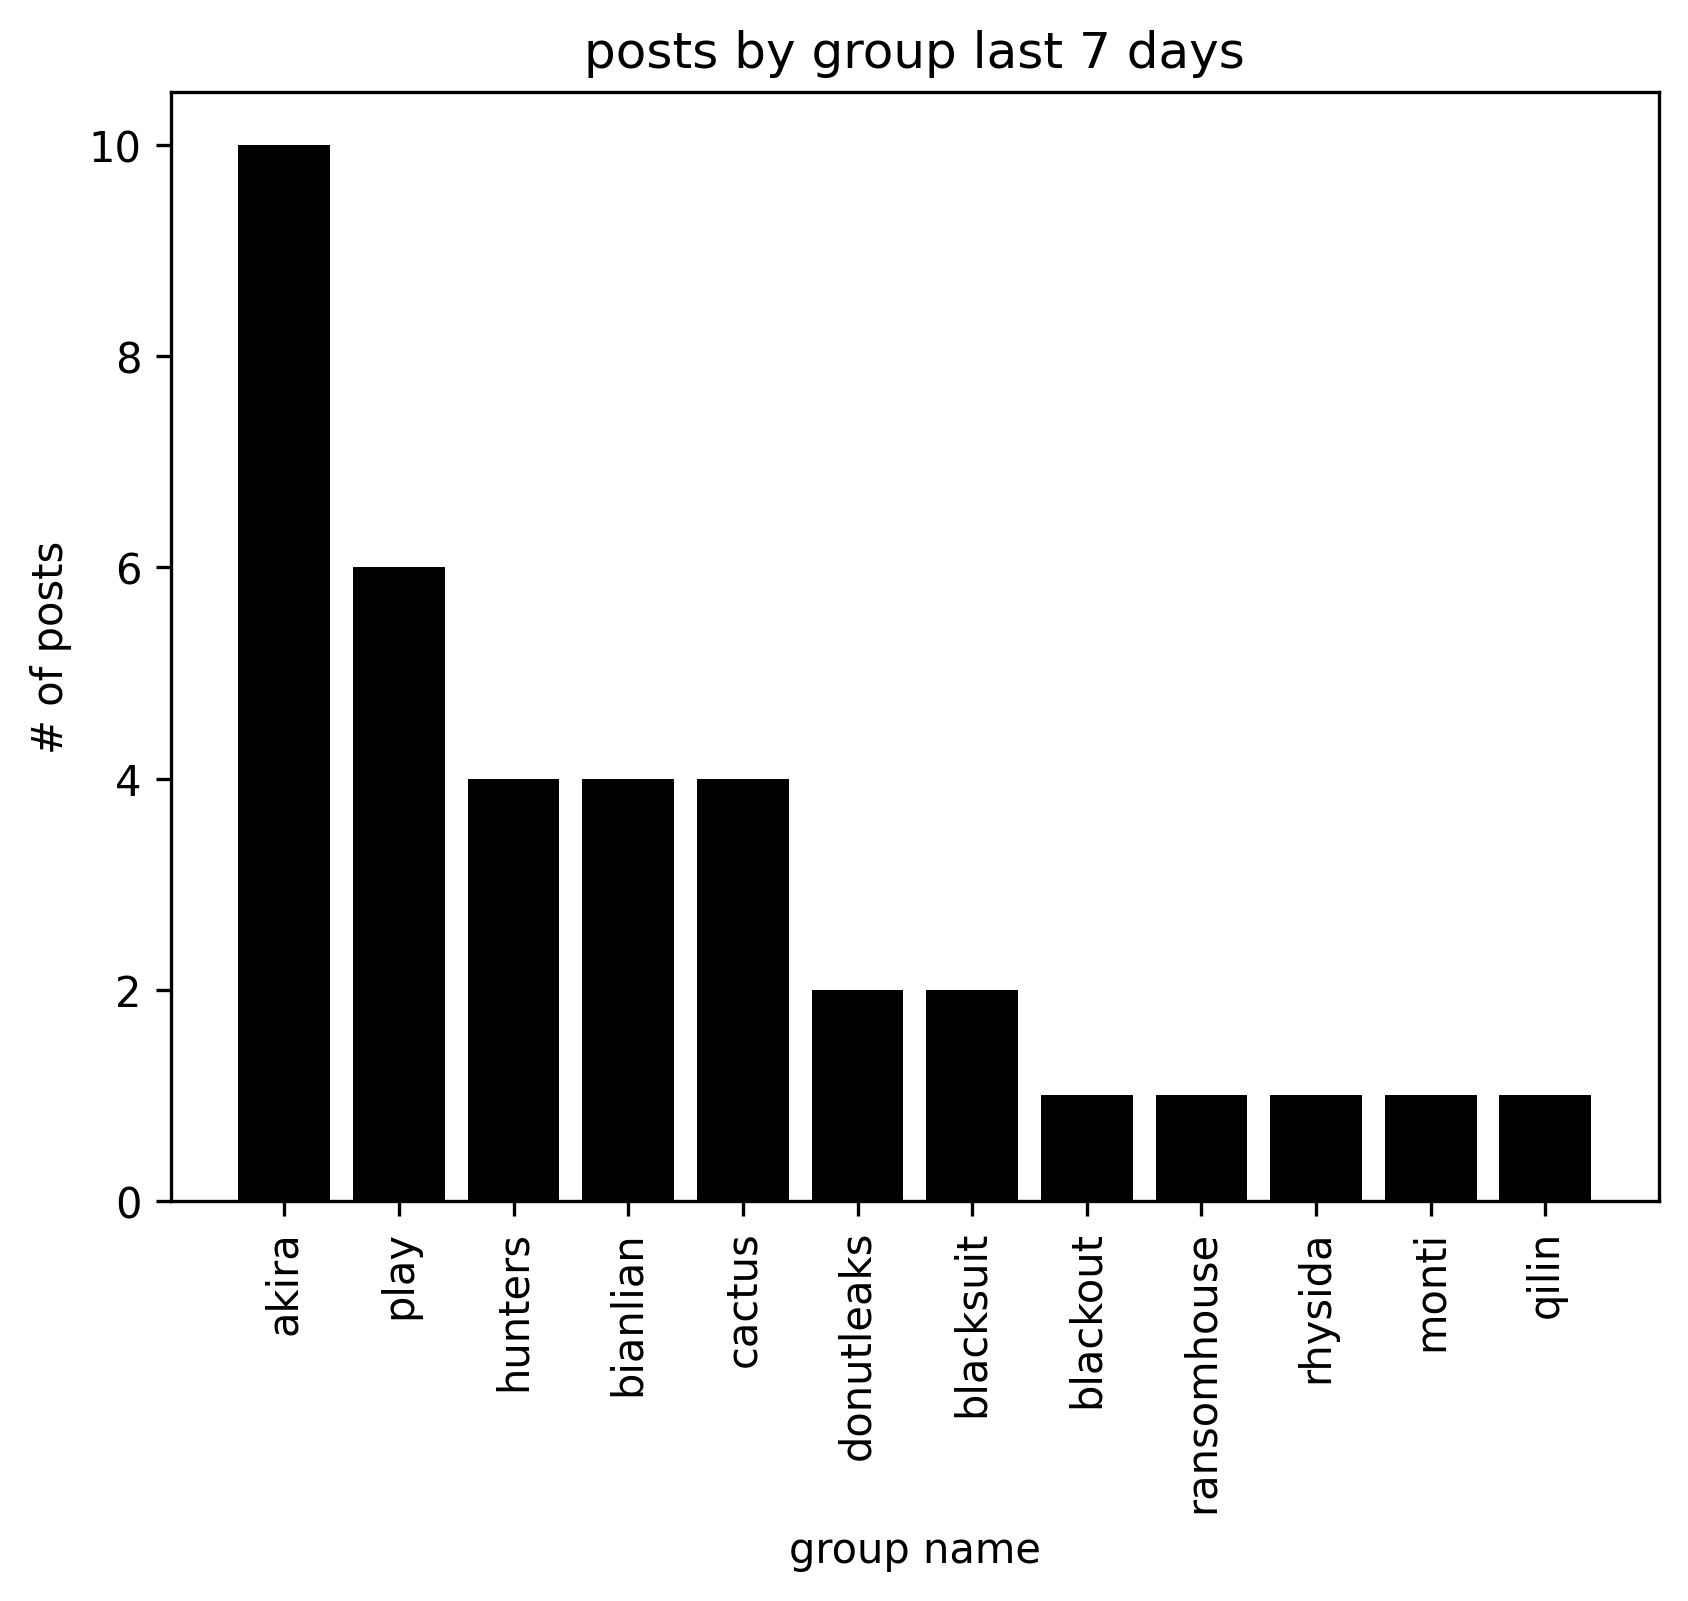 posts by group last 7 days
# of posts
10
8
6
4
2
0
akira
play
hunters
bianlian
cactus
donutleaks
blacksuit
blackout
ransomhouse
rhysida
monti
qilin
group name